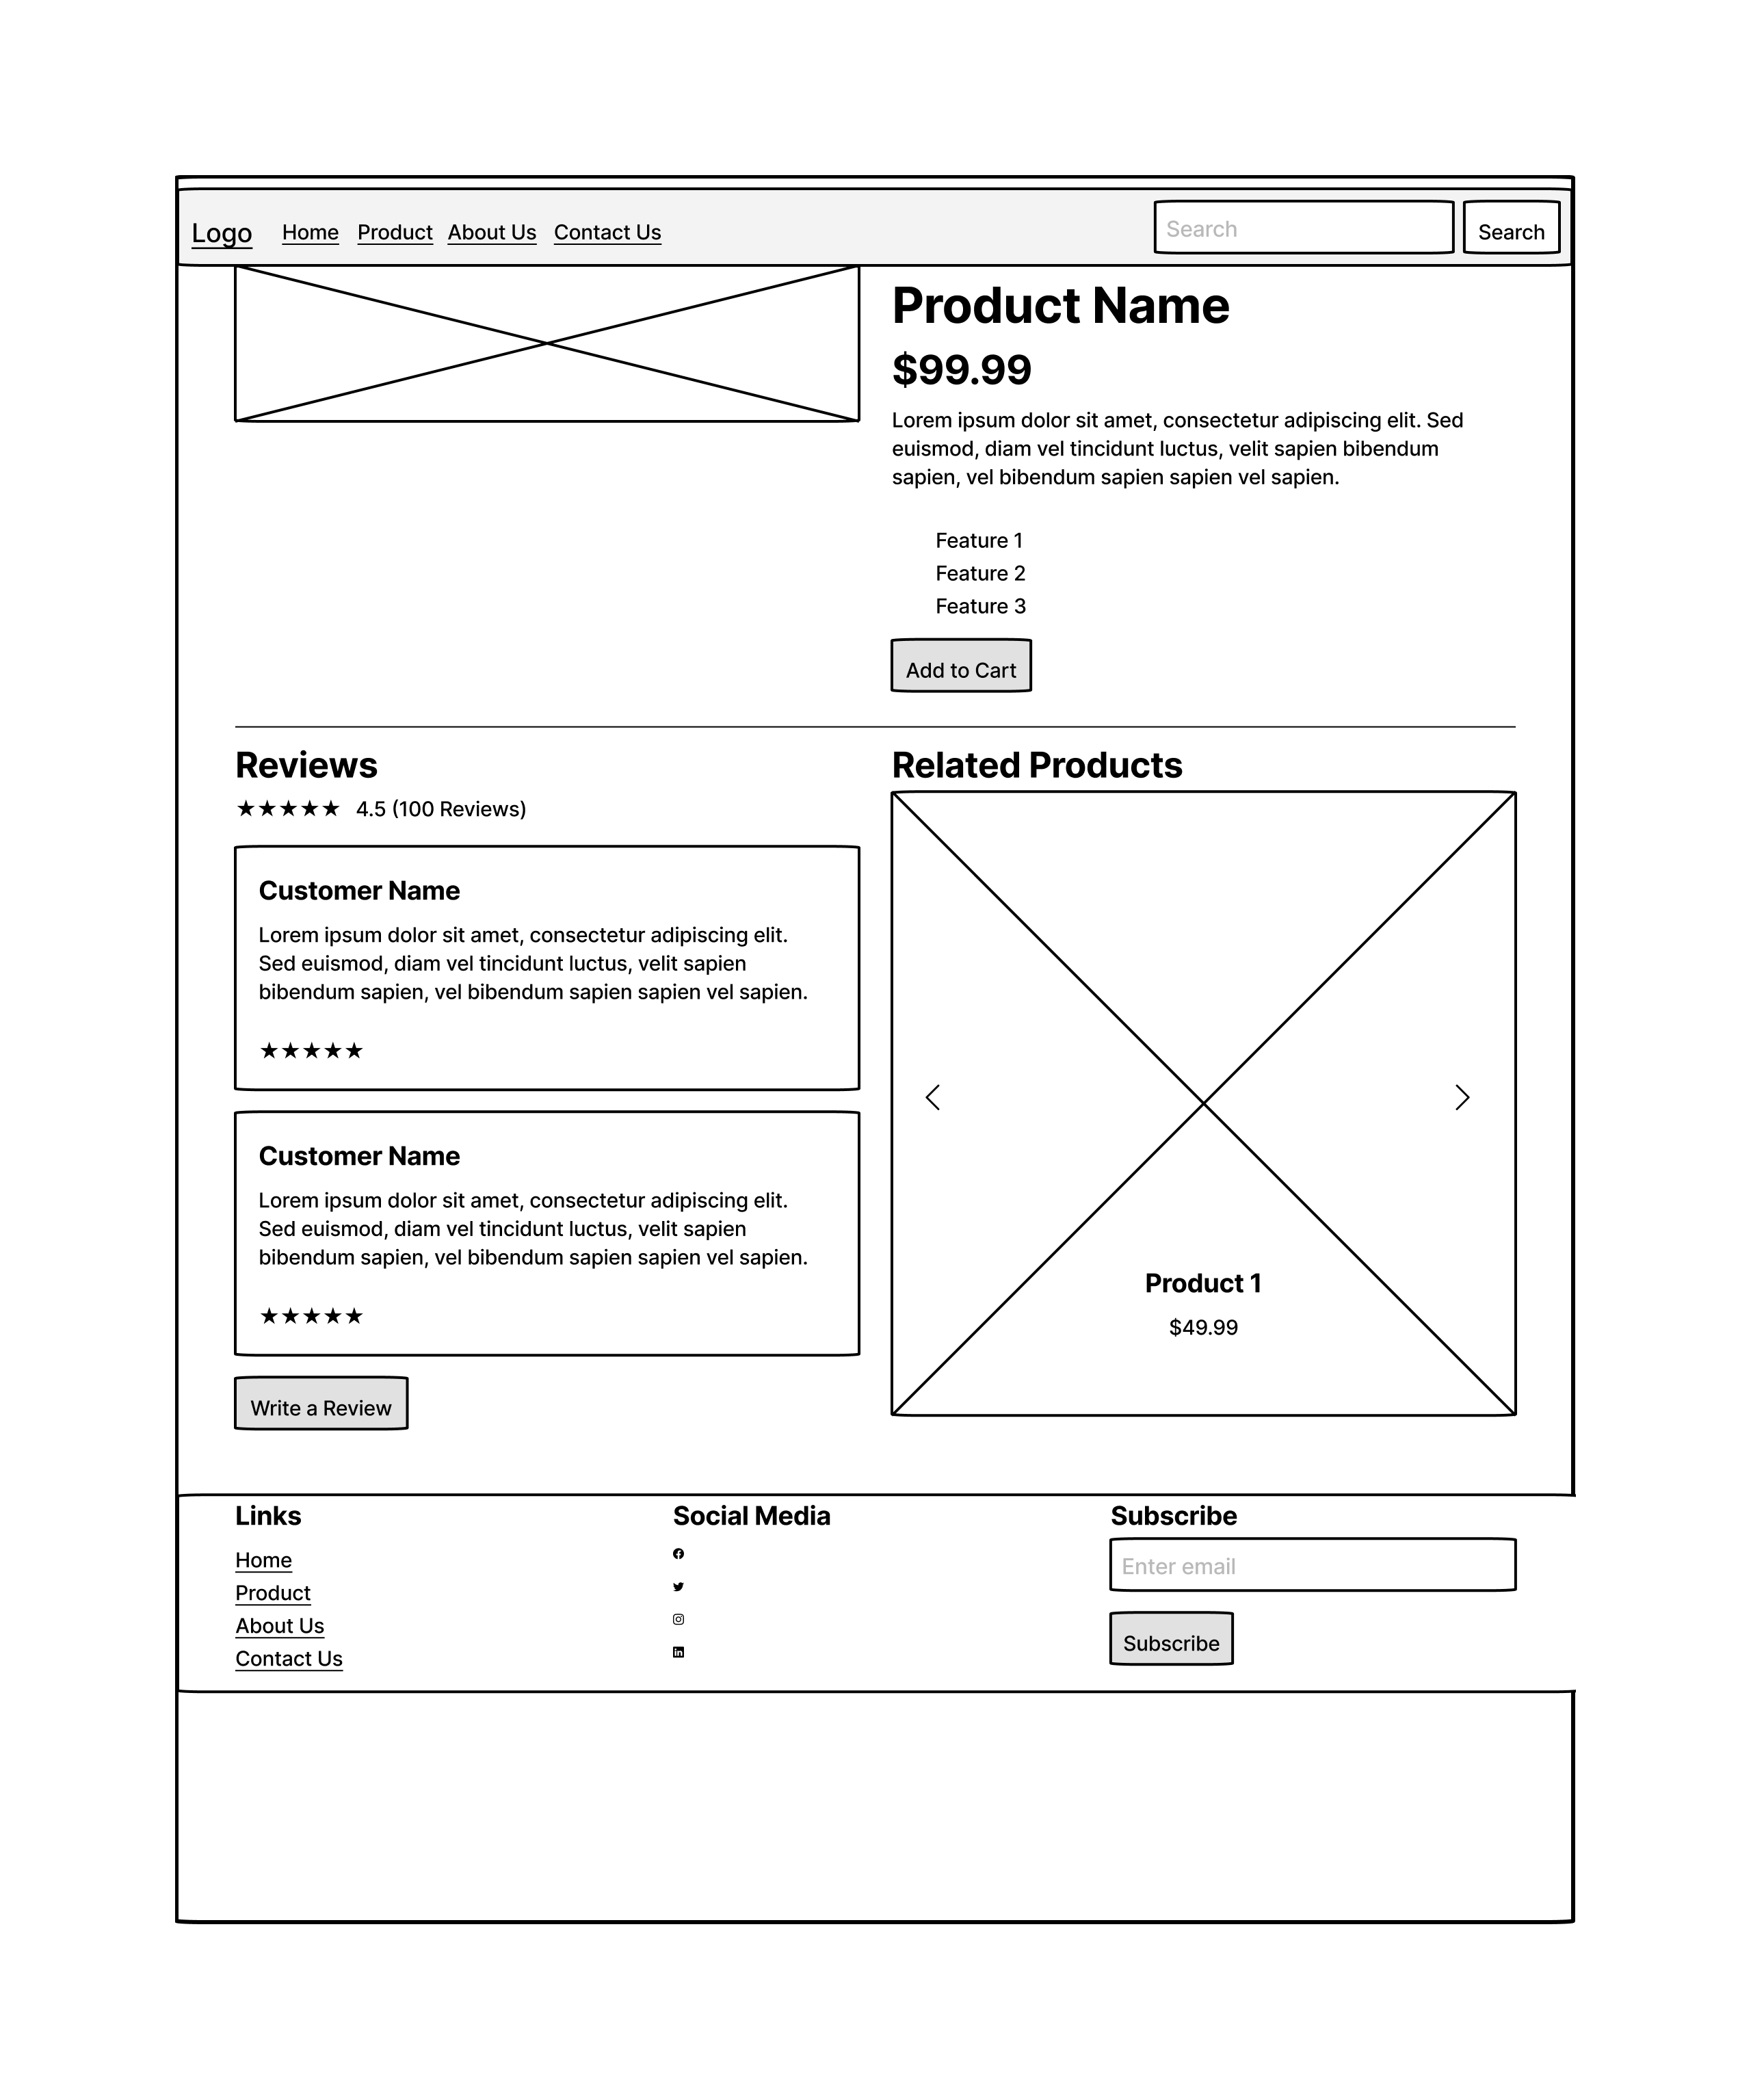 Logo Home Product About Us Contact Us Search Search
Product Name
$99.99
Lorem ipsum dolor sit amet, consectetur adipiscing elit. Sed
euismod, diam vel tincidunt luctus, velit sapien bibendum
sapien, vel bibendum sapien sapien vel sapien.
Feature 1
Feature 2
Feature 3
Add to Cart
Reviews
★★★★★ 4.5 (100 Reviews)
Customer Name
Lorem ipsum dolor sit amet, consectetur adipiscing elit.
Sed euismod, diam vel tincidunt luctus, velit sapien
bibendum sapien, vel bibendum sapien sapien vel sapien.
★★★★★
Customer Name
Lorem ipsum dolor sit amet, consectetur adipiscing elit.
Sed euismod, diam vel tincidunt luctus, velit sapien
bibendum sapien, vel bibendum sapien sapien vel sapien.
★★★★★
Write a Review
Related Products
Product 1
$49.99
Links
Home
Product
About Us
Contact Us
Social Media
Subscribe
Enter email
Subscribe